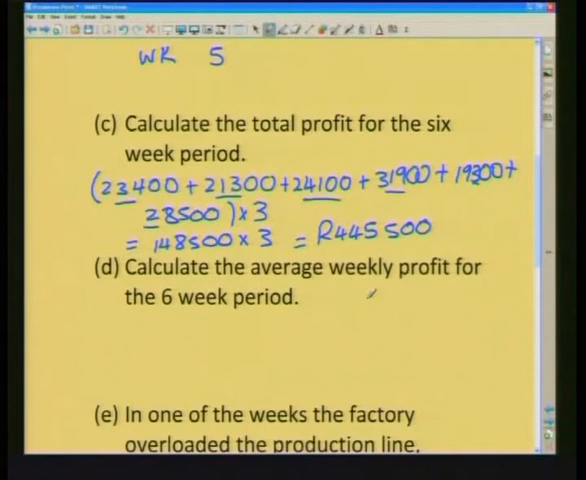 WK 5
(c) Calculate the total profit for the six
week period.
(23400 + 21300 + 24100 + 31900 + 19300 +
28500) x 3
= 148500 x 3 = R445 500
(d) Calculate the average weekly profit for
the 6 week period.
(e) In one of the weeks the factory
overloaded the production line,